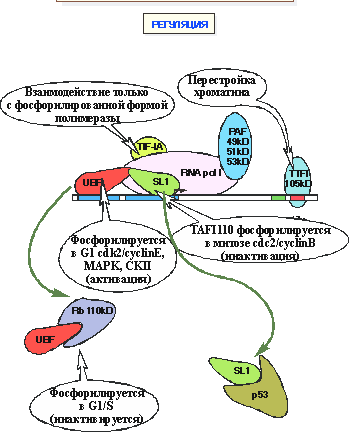 РЕГУЛЯЦИЯ
Взаимодействие только
с фосфорилированной формой
полимеразы
Перестройка
хроматина
TIF-IA
PAF
49kD
51kD
53kD
RNA pol I
TTFI
105kD
UBF
SL1
Фосфорилируется
в G1 cdk2/cyclinE,
MAPK, CKII
(активация)
TAFI110 фосфорилируется
в митозе cdc2/cyclinB
(инактивация)
Rb 110kD
UBF
Фосфорилируется
в G1/S
(инактивируется)
SL1
p53